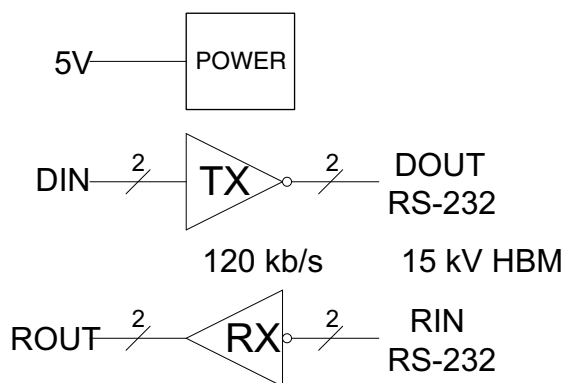 5V POWER
DIN 2 TX 2 DOUT
RS-232
120 kb/s 15 kV HBM
ROUT 2 RX 2 RIN
RS-232